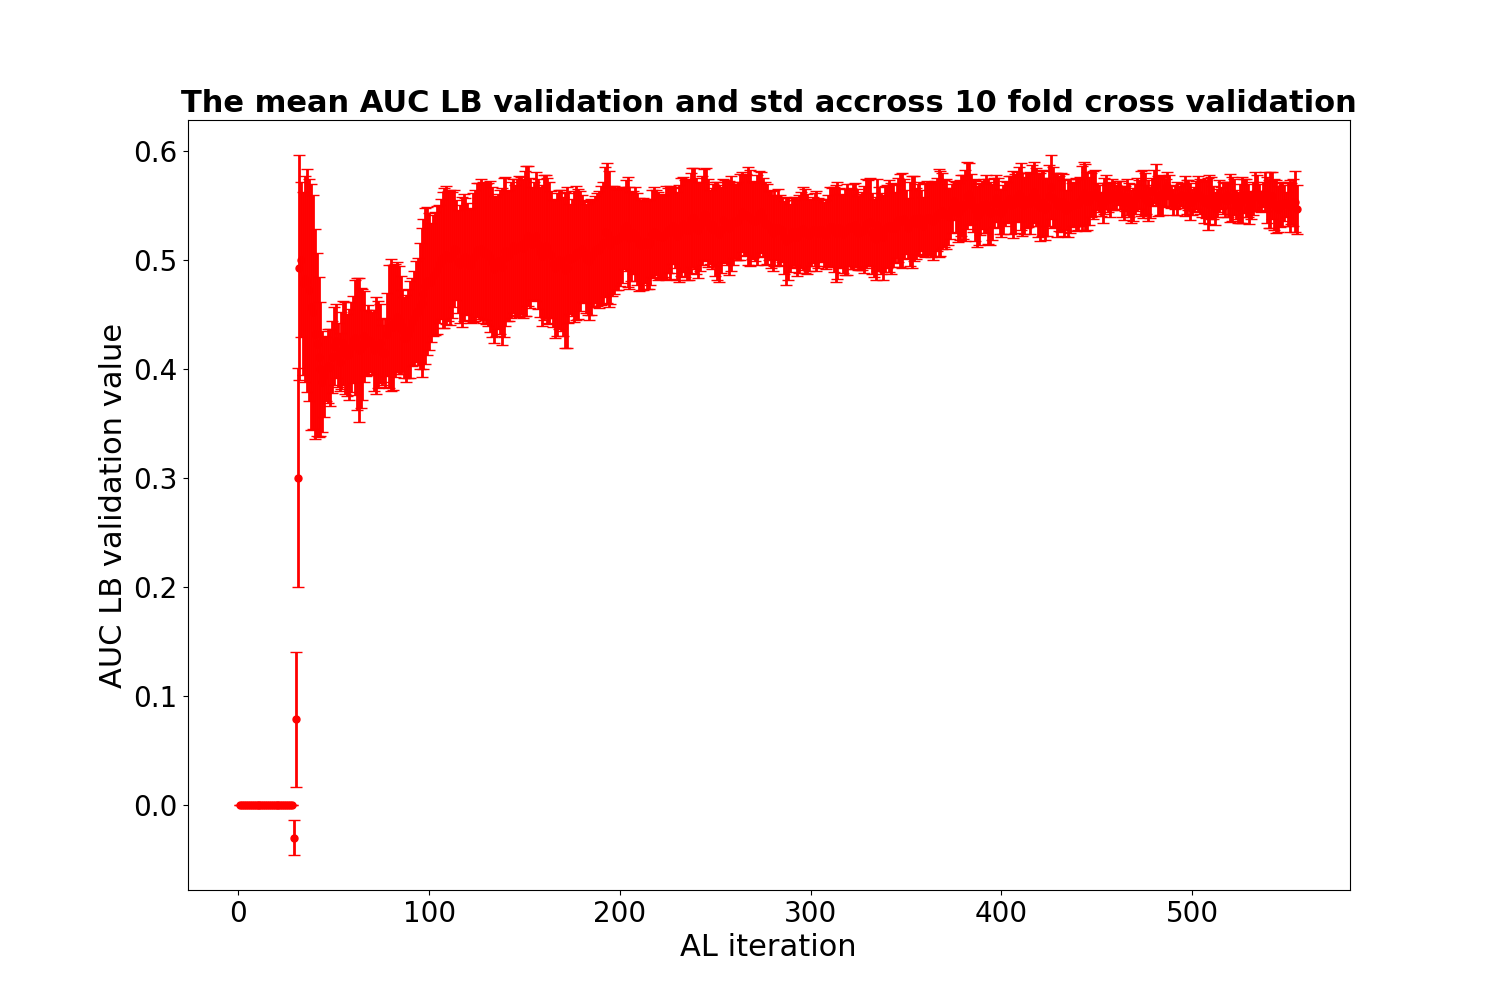 The mean AUC LB validation and std accross 10 fold cross validation
0.6
0.5
0.4
0.3
0.2
0.1
0.0
AUC LB validation value
0 100 200 300 400 500
AL iteration